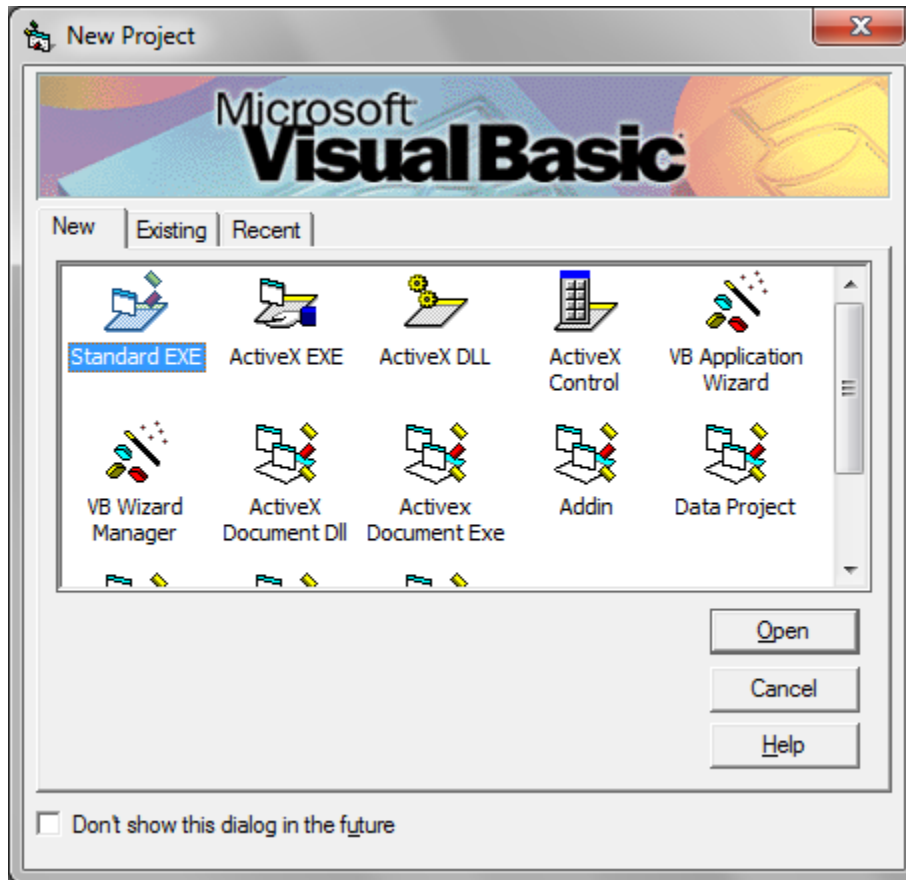 New Project
Microsoft
Visual Basic
New Existing Recent
Standard EXE ActiveX EXE ActiveX DLL ActiveX Control VB Application Wizard
VB Wizard Manager ActiveX Document Dll Activex Document Exe Addin Data Project
Open
Cancel
Help
Don't show this dialog in the future